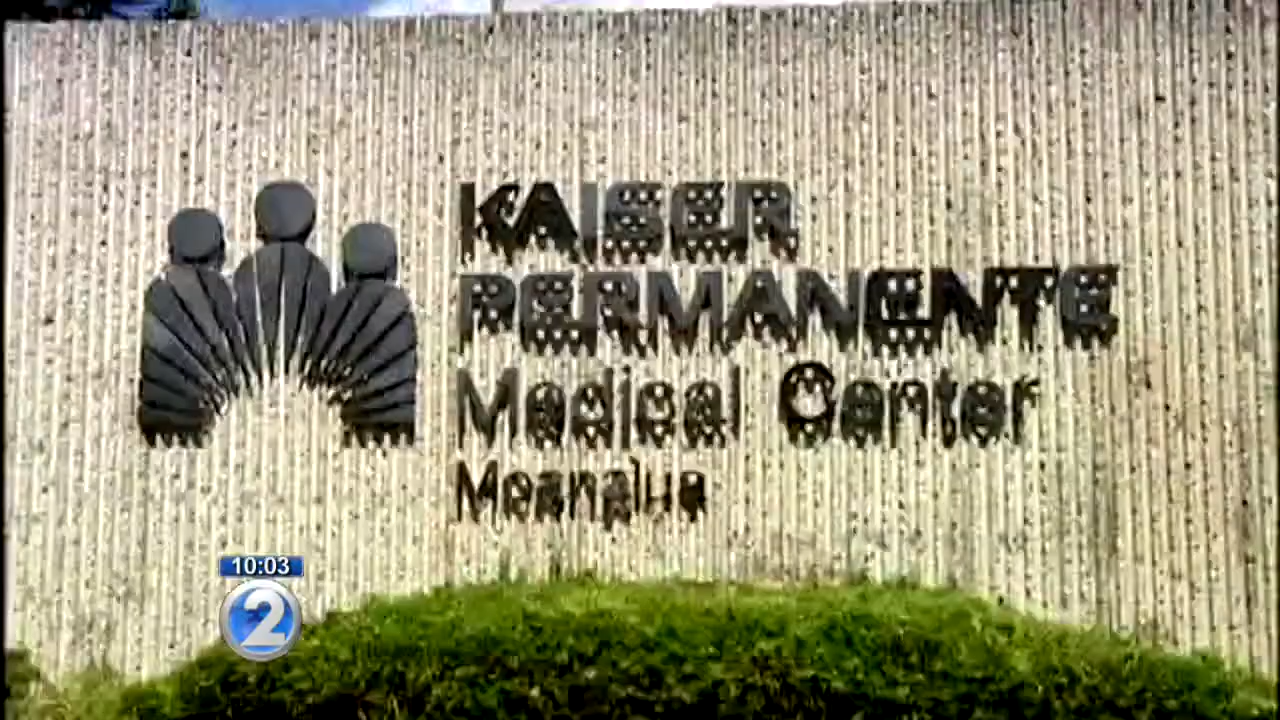 KAISER
PERMANENTE
Medical Center
Moanalua
10:03
2